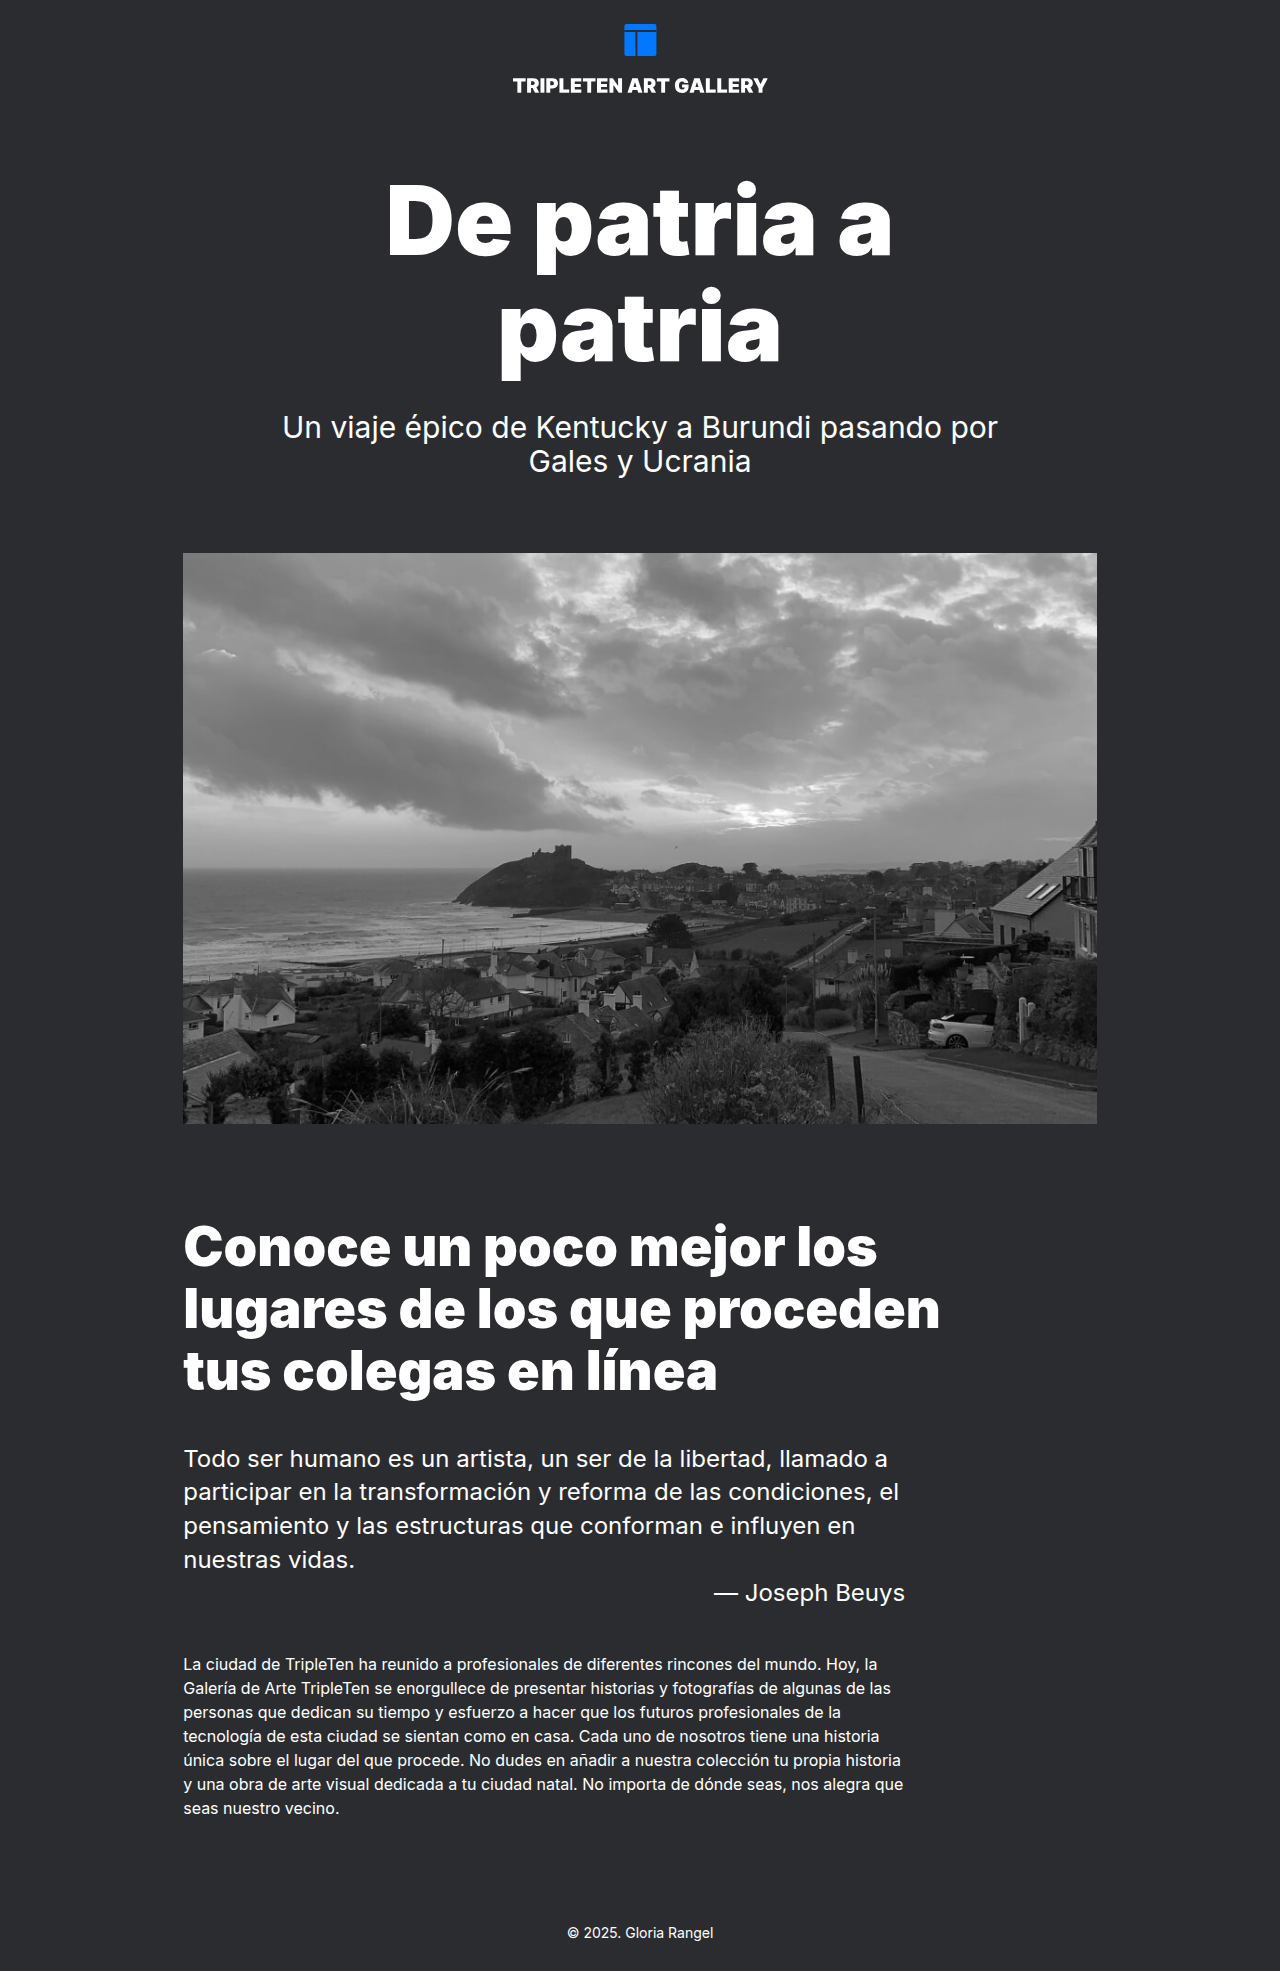 TRIPLETEN ART GALLERY
De patria a
patria
Un viaje épico de Kentucky a Burundi pasando por
Gales y Ucrania
Conoce un poco mejor los
lugares de los que proceden
tus colegas en línea
Todo ser humano es un artista, un ser de la libertad, llamado a
participar en la transformación y reforma de las condiciones, el
pensamiento y las estructuras que conforman e influyen en
nuestras vidas.
— Joseph Beuys
La ciudad de TripleTen ha reunido a profesionales de diferentes rincones del mundo. Hoy, la
Galería de Arte TripleTen se enorgullece de presentar historias y fotografías de algunas de las
personas que dedican su tiempo y esfuerzo a hacer que los futuros profesionales de la
tecnología de esta ciudad se sientan como en casa. Cada uno de nosotros tiene una historia
única sobre el lugar del que procede. No dudes en añadir a nuestra colección tu propia historia
y una obra de arte visual dedicada a tu ciudad natal. No importa de dónde seas, nos alegra que
seas nuestro vecino.
© 2025. Gloria Rangel